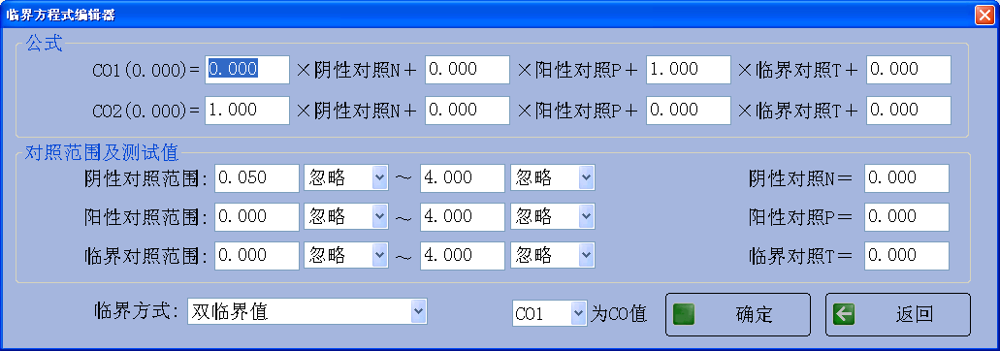 临界方程式编辑器
公式
CO1(0.000)= 0.000 ×阴性对照N＋ 0.000 ×阳性对照P＋ 1.000 ×临界对照T＋ 0.000
CO2(0.000)= 1.000 ×阴性对照N＋ 0.000 ×阳性对照P＋ 0.000 ×临界对照T＋ 0.000
对照范围及测试值
阴性对照范围: 0.050 忽略 ～ 4.000 忽略 阴性对照N＝ 0.000
阳性对照范围: 0.000 忽略 ～ 4.000 忽略 阳性对照P＝ 0.000
临界对照范围: 0.000 忽略 ～ 4.000 忽略 临界对照T＝ 0.000
临界方式: 双临界值 CO1 为CO值 确定 返回